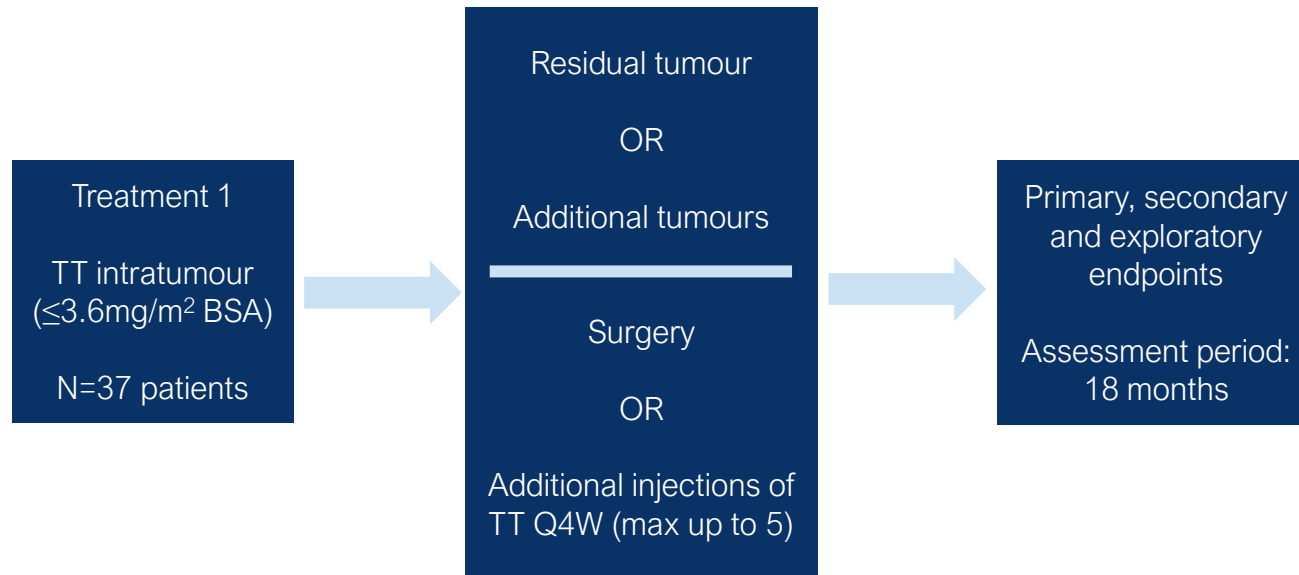 Treatment 1
TT intratumour
(≤3.6mg/m² BSA)
N=37 patients
Residual tumour
OR
Additional tumours
Surgery
OR
Additional injections of
TT Q4W (max up to 5)
Primary, secondary
and exploratory
endpoints
Assessment period:
18 months